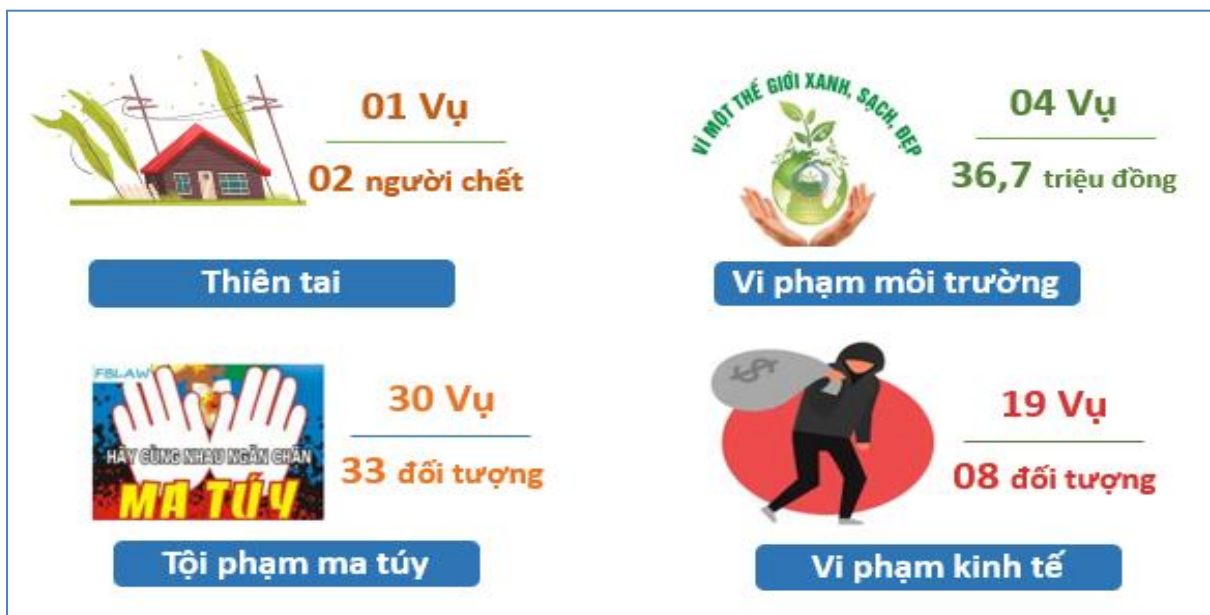 01 Vụ
02 người chết
Thiên tai
VÌ MỘT THẾ GIỚI XANH, SẠCH, ĐẸP
04 Vụ
36,7 triệu đồng
Vi phạm môi trường
FBLAW
HÃY CÙNG NHAU NGĂN CHẶN
MA TÚY
30 Vụ
33 đối tượng
Tội phạm ma túy
$
19 Vụ
08 đối tượng
Vi phạm kinh tế